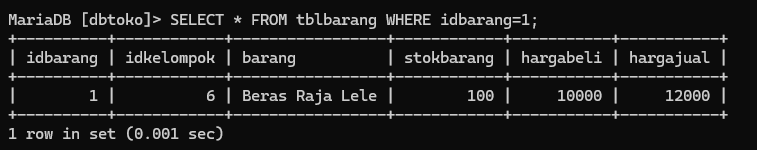 MariaDB [dbtoko]> SELECT * FROM tblbarang WHERE idbarang=1;
+----------+------------+-----------------+------------+-----------+-----------+
| idbarang | idkelompok | barang          | stokbarang | hargabeli | hargajual |
+----------+------------+-----------------+------------+-----------+-----------+
|        1 |          6 | Beras Raja Lele |        100 |     10000 |     12000 |
+----------+------------+-----------------+------------+-----------+-----------+
1 row in set (0.001 sec)